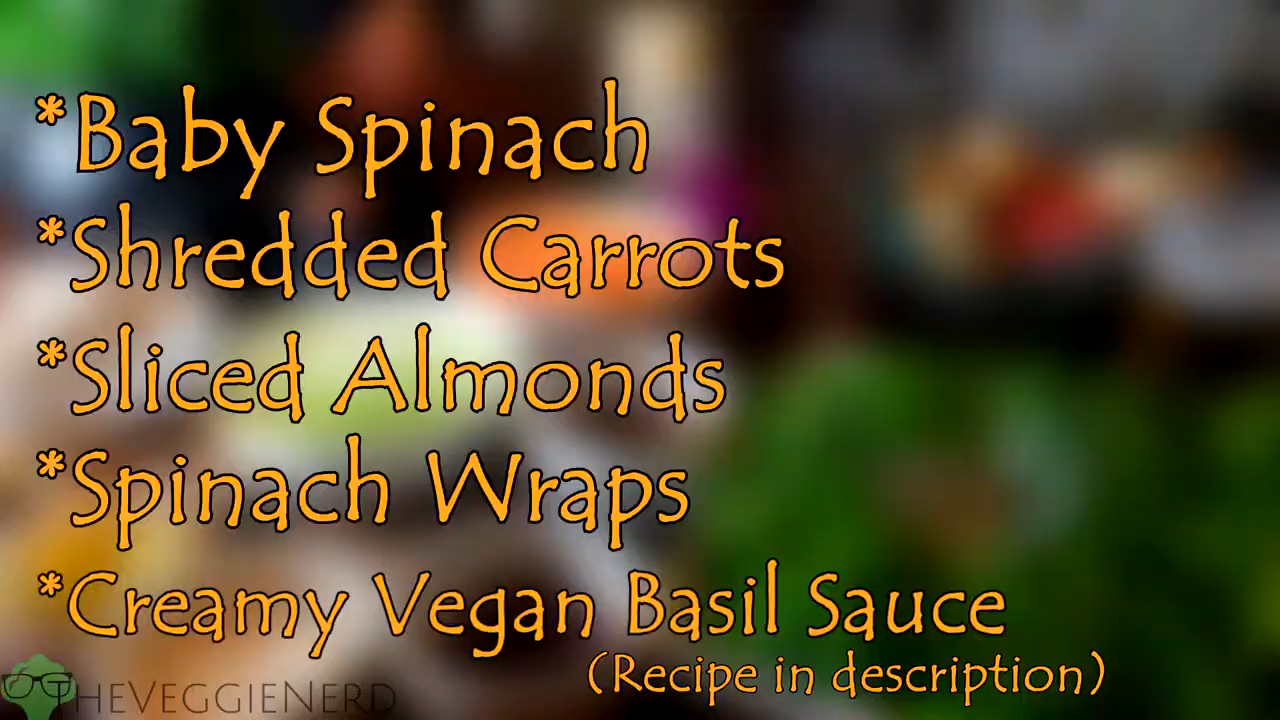 *Baby Spinach
*Shredded Carrots
*Sliced Almonds
*Spinach Wraps
*Creamy Vegan Basil Sauce
(Recipe in description)
TheVeggieNerd